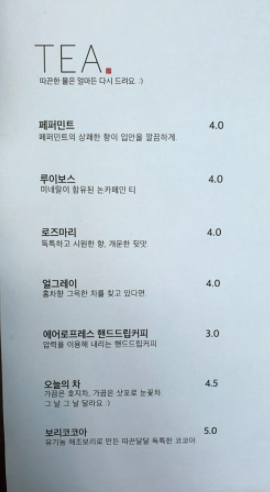 TEA.
따끈한 물은 얼마든 다시 드려요. :)
페퍼민트 4.0
페퍼민트의 상쾌한 향이 입안을 깔끔하게.
루이보스 4.0
미네랄이 함유된 논카페인 티
로즈마리 4.0
독특하고 시원한 향, 개운한 뒷맛
얼그레이 4.0
홍차향 그윽한 차를 찾고 있다면.
에어로프레스 핸드드립커피 3.0
압력을 이용해 내리는 핸드드립커피
오늘의 차 4.5
가끔은 호지차, 가끔은 삿포로 눈꽃차.
그 날 그 날 달라요 :)
보리코코아 5.0
유기농 해조보리로 만든 따끈달달 독특한 코코아.